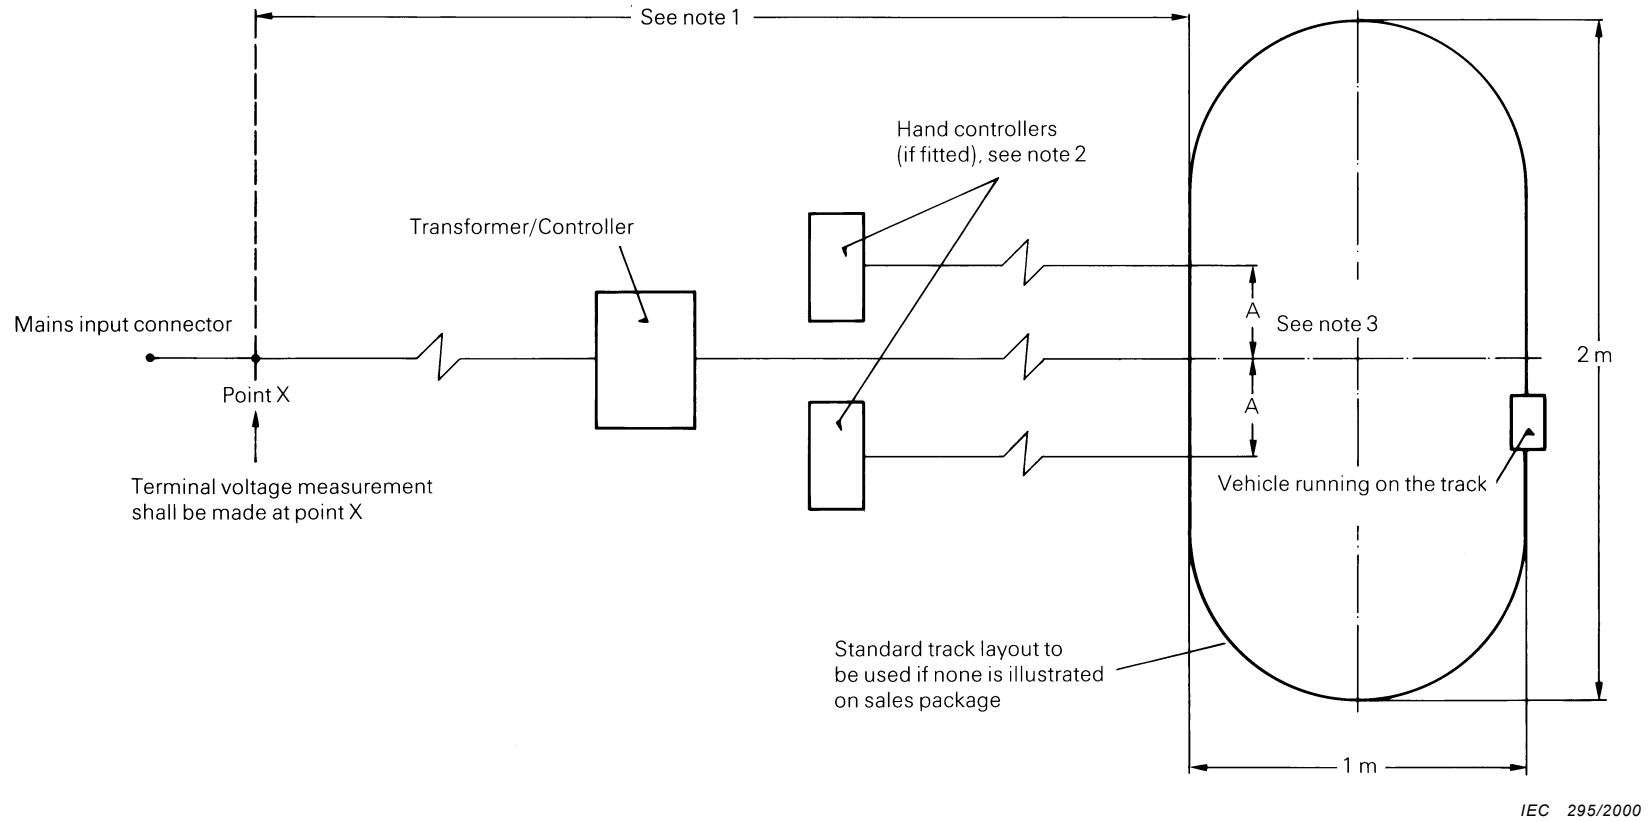 See note 1
Hand controllers
(if fitted), see note 2
Transformer/Controller
Mains input connector
A
See note 3
2 m
Point X
A
Terminal voltage measurement
shall be made at point X
Vehicle running on the track
Standard track layout to
be used if none is illustrated
on sales package
1 m
IEC 295/2000